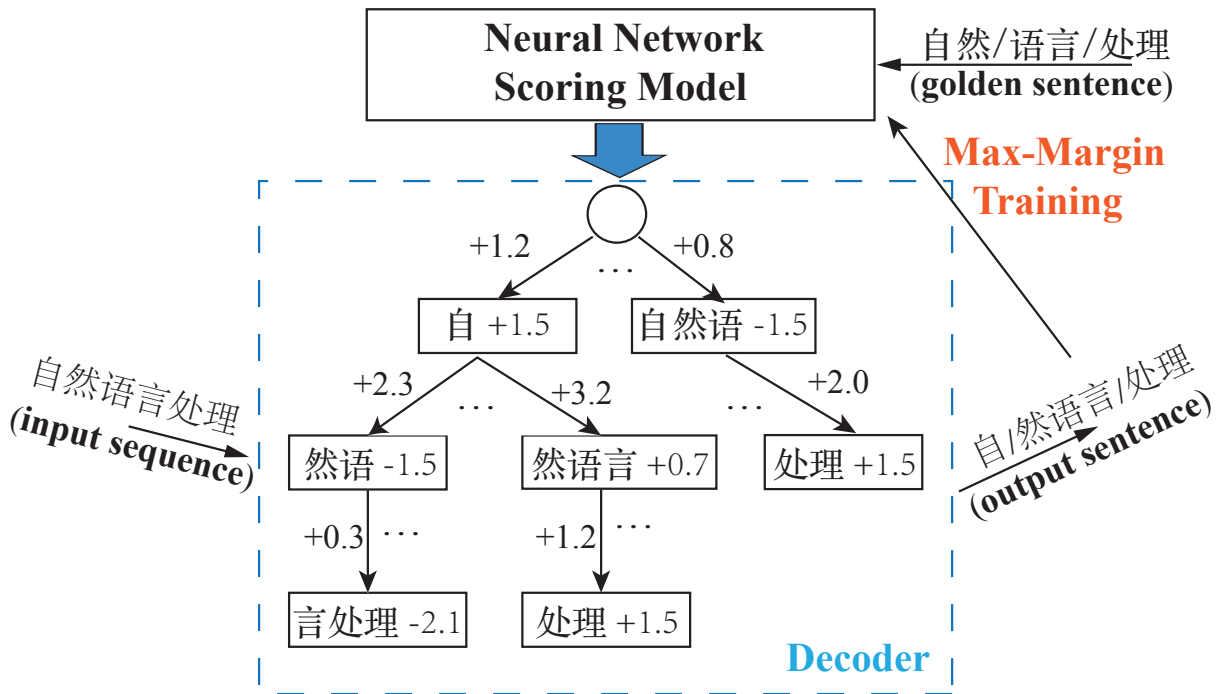 Neural Network
Scoring Model
自然/语言/处理
(golden sentence)
Max-Margin
Training
+1.2
+0.8
...
自 +1.5
自然语 -1.5
自然语言处理
(input sequence)
+2.3
...
+3.2
...
+2.0
自/然语言/处理
(output sentence)
然语 -1.5
然语言 +0.7
处理 +1.5
+0.3
...
+1.2
...
言处理 -2.1
处理 +1.5
Decoder